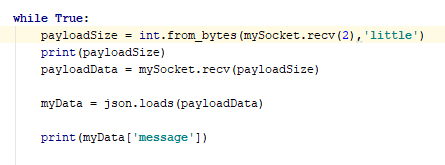 while True:
payloadSize = int.from_bytes(mySocket.recv(2),'little')
print(payloadSize)
payloadData = mySocket.recv(payloadSize)
myData = json.loads(payloadData)
print(myData['message'])